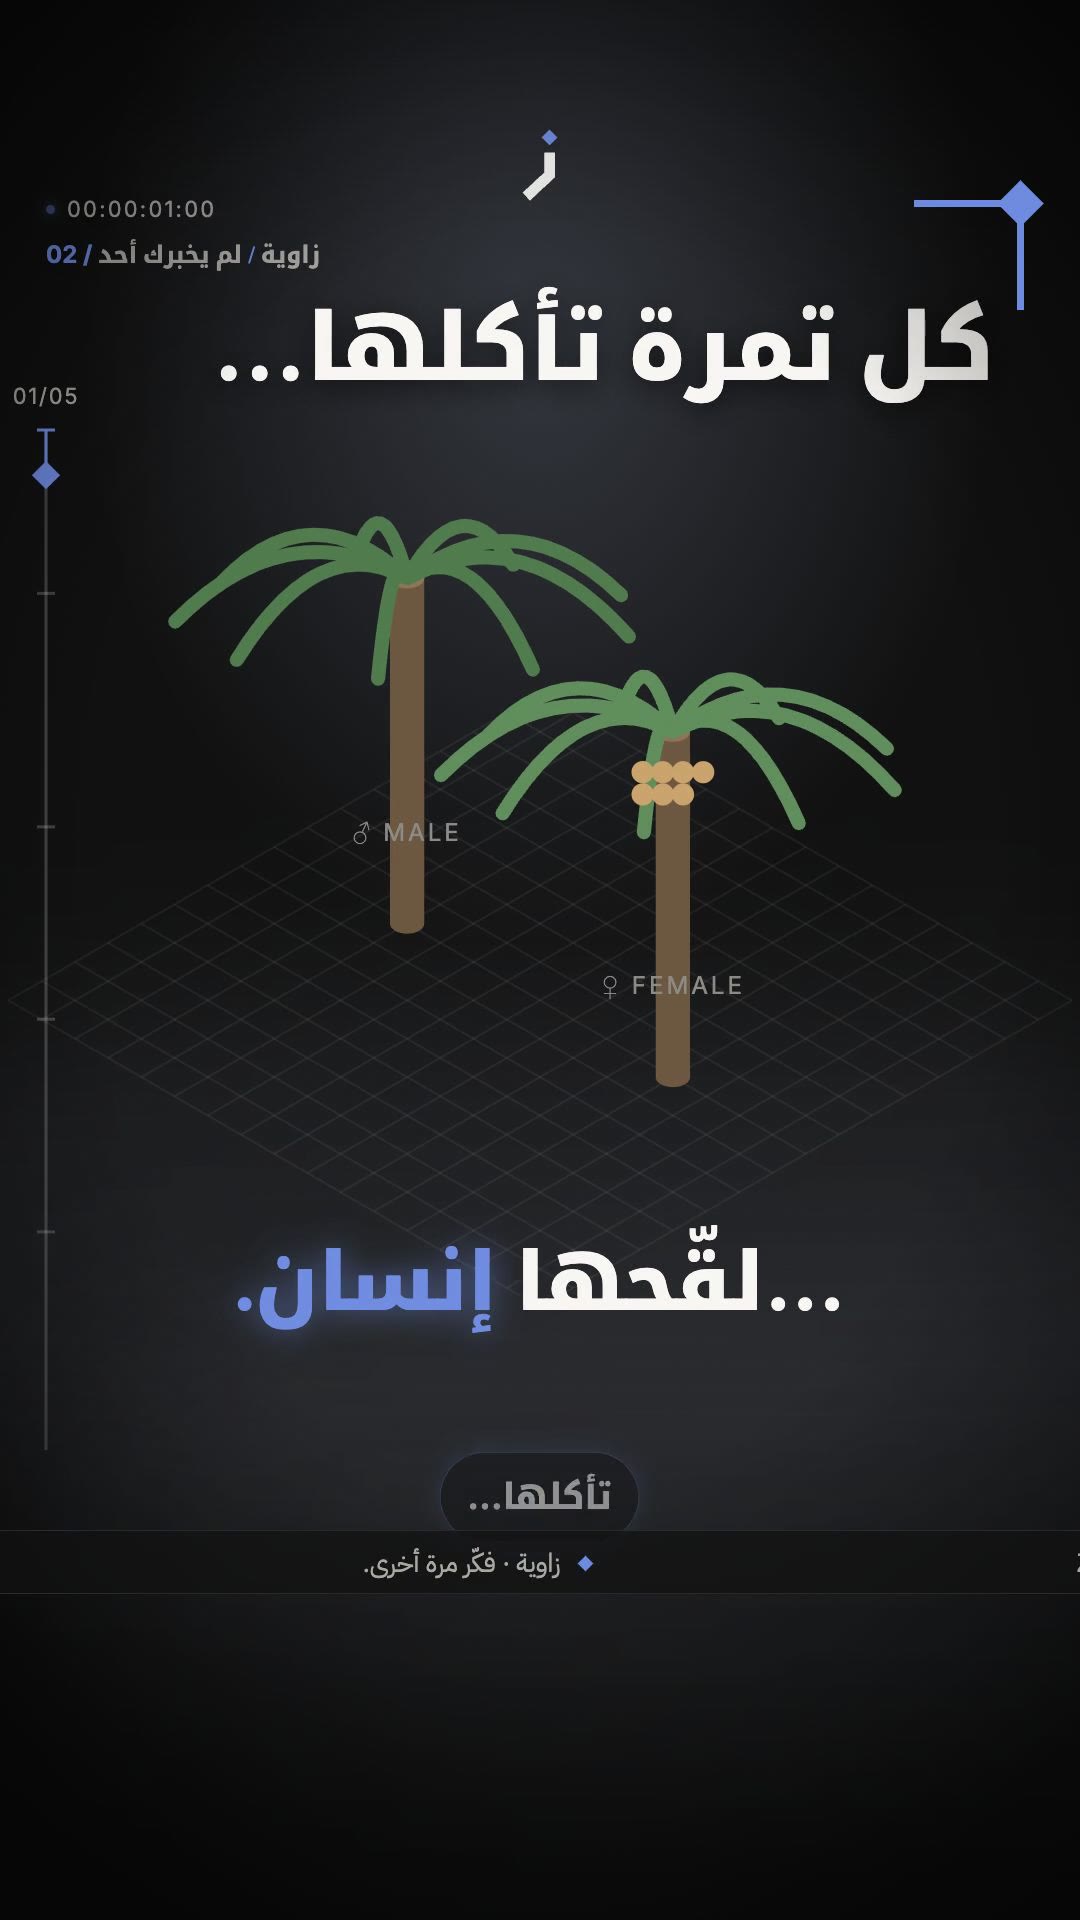 ز
00:00:01:00
زاوية / لم يخبرك أحد / 02
كل تمرة تأكلها...
01/05
♂ MALE
♀ FEMALE
...لقّحها إنسان.
تأكلها...
زاوية · فكّر مرة أخرى.